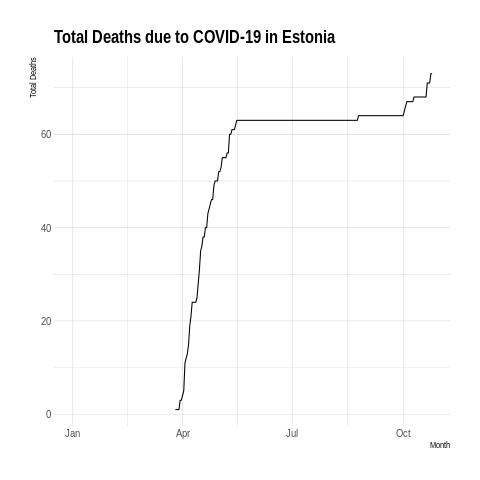 Total Deaths due to COVID-19 in Estonia
Total Deaths
60
40
20
0
Jan Apr Jul Oct
Month